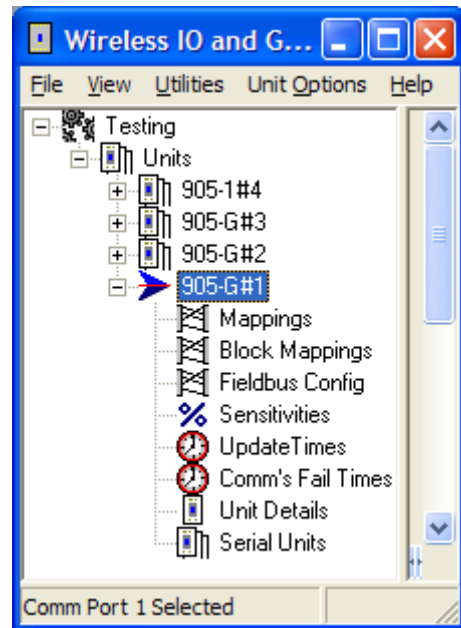 Wireless IO and G...
File View Utilities Unit Options Help
Testing
Units
905-1#4
905-G#3
905-G#2
905-G#1
Mappings
Block Mappings
Fieldbus Config
Sensitivities
UpdateTimes
Comm's Fail Times
Unit Details
Serial Units
Comm Port 1 Selected